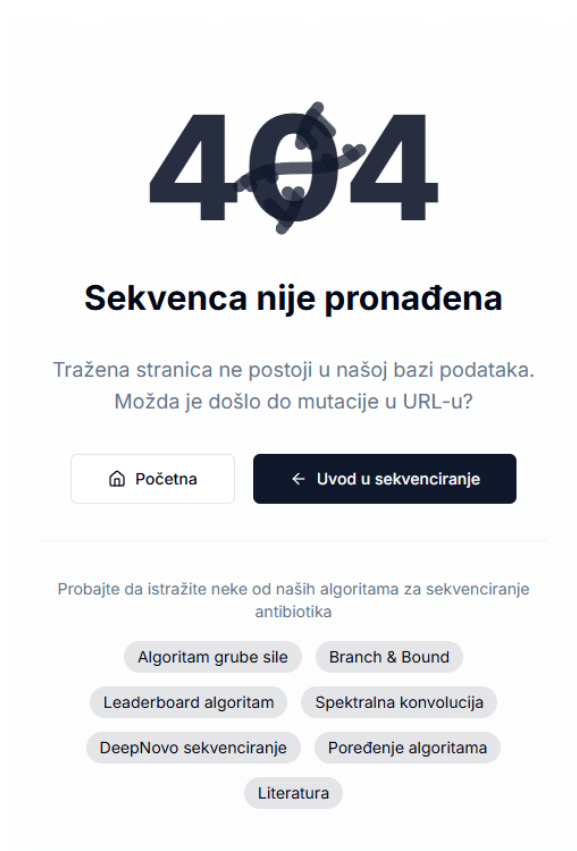 404
Sekvenca nije pronađena
Tražena stranica ne postoji u našoj bazi podataka.
Možda je došlo do mutacije u URL-u?
Početna
Uvod u sekvenciranje
Probajte da istražite neke od naših algoritama za sekvenciranje
antibiotika
Algoritam grube sile
Branch & Bound
Leaderboard algoritam
Spektralna konvolucija
DeepNovo sekvenciranje
Poređenje algoritama
Literatura